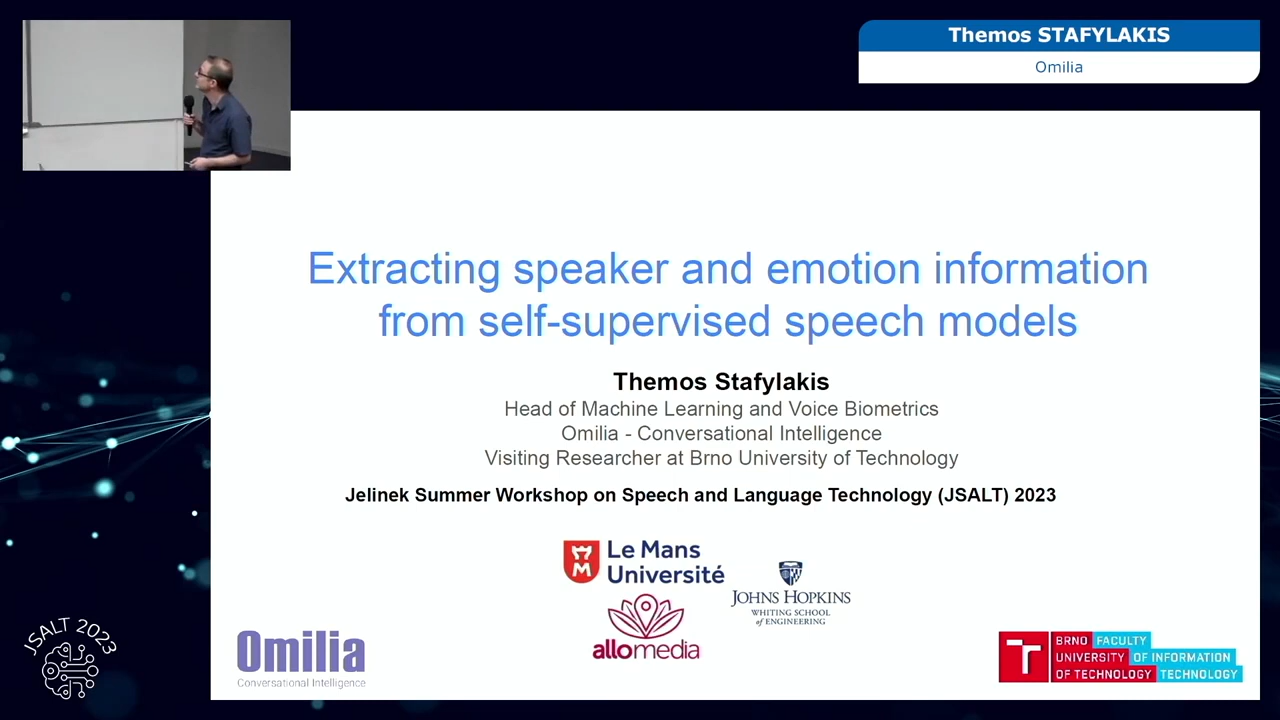 Themos STAFYLAKIS
Omilia
Extracting speaker and emotion information
from self-supervised speech models
Themos Stafylakis
Head of Machine Learning and Voice Biometrics
Omilia - Conversational Intelligence
Visiting Researcher at Brno University of Technology
Jelinek Summer Workshop on Speech and Language Technology (JSALT) 2023
Le Mans
Université
JOHNS HOPKINS
WHITING SCHOOL
of ENGINEERING
allomedia
JSALT 2023
Omilia
Conversational Intelligence
BRNO FACULTY
UNIVERSITY OF INFORMATION
OF TECHNOLOGY TECHNOLOGY